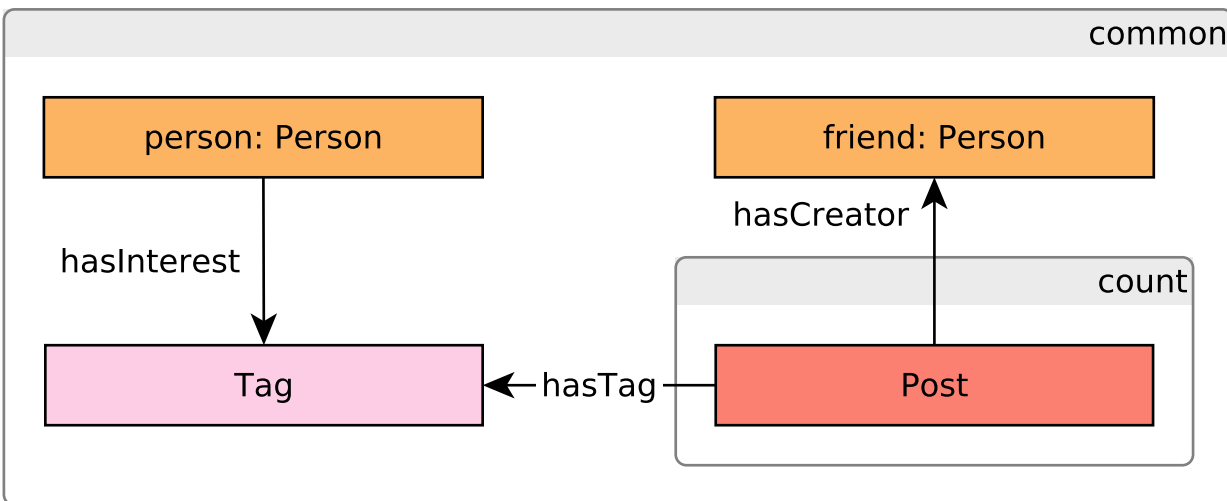 common
person: Person
friend: Person
hasCreator
hasInterest
count
Tag
hasTag
Post